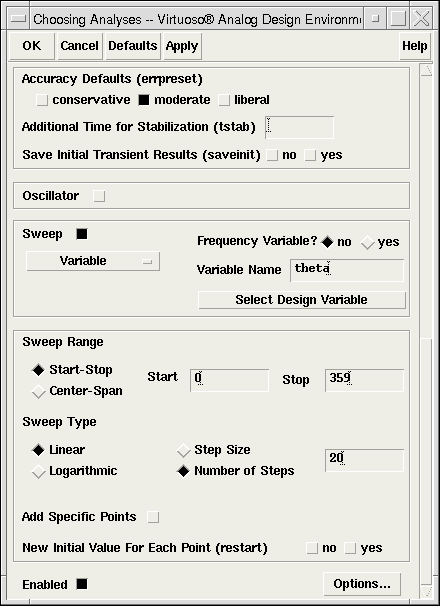 Choosing Analyses -- Virtuoso® Analog Design Environm
OK Cancel Defaults Apply Help
Accuracy Defaults (errpreset)
conservative moderate liberal
Additional Time for Stabilization (tstab)
Save Initial Transient Results (saveinit) no yes
Oscillator
Sweep
Frequency Variable? no yes
Variable
Variable Name theta
Select Design Variable
Sweep Range
Start-Stop
Center-Span
Start 0 Stop 359
Sweep Type
Linear
Logarithmic
Step Size
Number of Steps
20
Add Specific Points
New Initial Value For Each Point (restart) no yes
Enabled
Options...